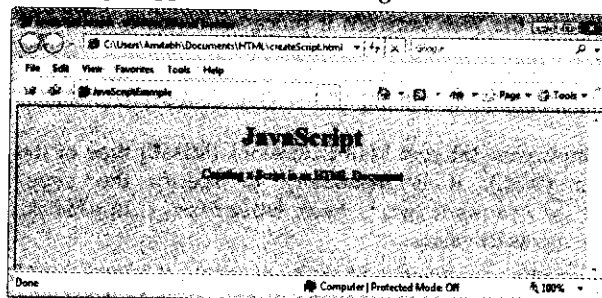 C:\Users\Amitabh\Documents\HTML\createScript.html Google
File Edit View Favorites Tools Help
JavaScriptExample Page Tools
JavaScript
Creating a Script in an HTML Document
Done Computer | Protected Mode: Off 100%